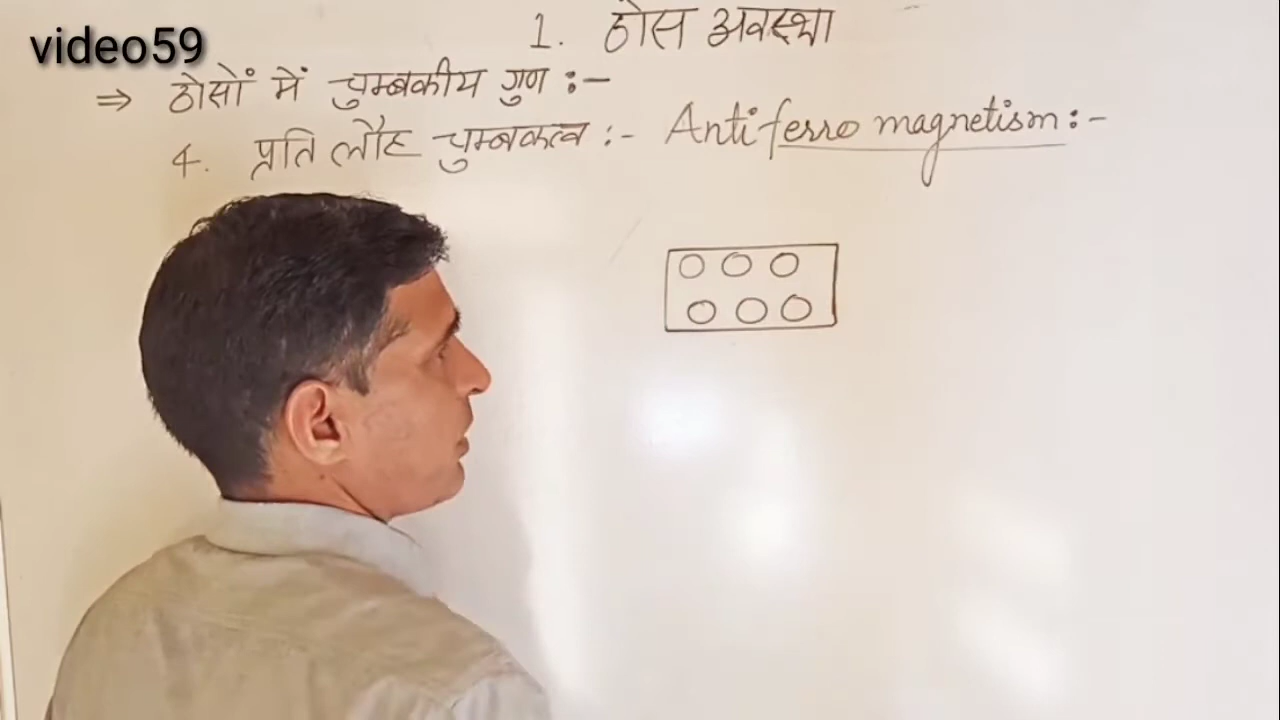 video59
1. ठोस अवस्था
⇒ ठोसों में चुम्बकीय गुण :-
4. प्रति लौह चुम्बकत्व :- Antiferro magnetism :-